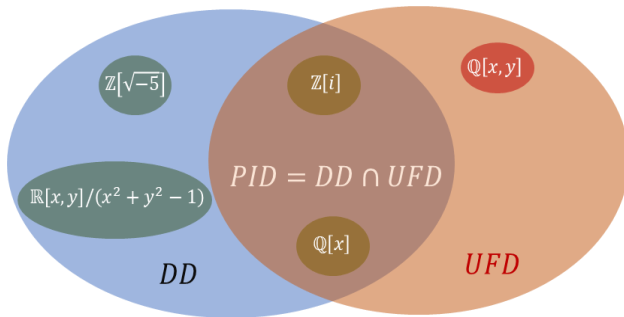 ℤ[√−5]
ℤ[i]
ℚ[x, y]
ℝ[x, y]/(x² + y² − 1)
PID = DD ∩ UFD
ℚ[x]
DD
UFD